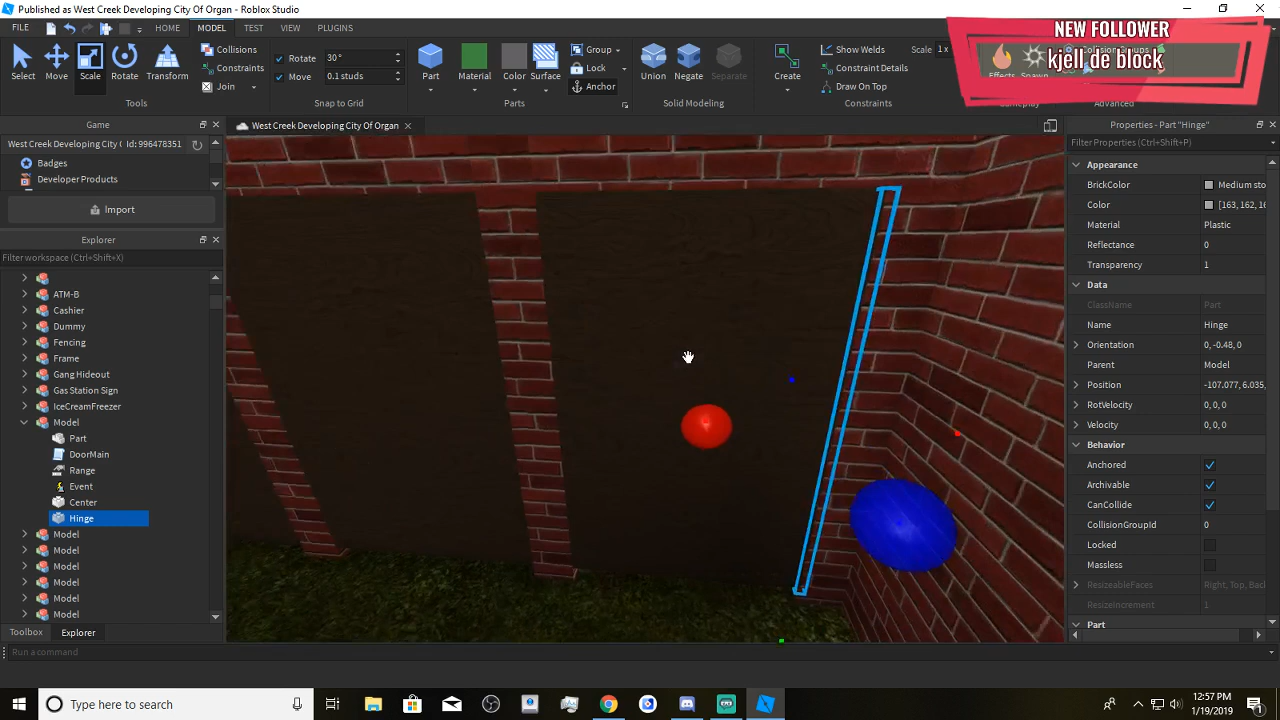 Published as West Creek Developing City Of Organ - Roblox Studio
FILE HOME MODEL TEST VIEW PLUGINS
NEW FOLLOWER
kjell de block
Select Move Scale Rotate Transform
Collisions
Constraints
Join
Tools
Rotate 30°
Move 0.1 studs
Snap to Grid
Part Material Color Surface
Group
Lock
Anchor
Parts
Union Negate Separate
Solid Modeling
Create
Show Welds Scale 1x
Constraint Details
Draw On Top
Constraints
Effects Spawn
Advanced
Game
West Creek Developing City Of Organ
Properties - Part "Hinge"
West Creek Developing City ( Id: 996478351
Badges
Developer Products
Import
Explorer
Filter workspace (Ctrl+Shift+X)
ATM-B
Cashier
Dummy
Fencing
Frame
Gang Hideout
Gas Station Sign
IceCreamFreezer
Model
Part
DoorMain
Range
Event
Center
Hinge
Model
Model
Model
Model
Model
Model
Toolbox Explorer
Filter Properties (Ctrl+Shift+P)
Appearance
BrickColor Medium sto
Color [163, 162, 16
Material Plastic
Reflectance 0
Transparency 1
Data
ClassName Part
Name Hinge
Orientation 0, -0.48, 0
Parent Model
Position -107.077, 6.035,
RotVelocity 0, 0, 0
Velocity 0, 0, 0
Behavior
Anchored
Archivable
CanCollide
CollisionGroupId 0
Locked
Massless
ResizeableFaces Right, Top, Back
ResizeIncrement 1
Part
Run a command
Type here to search
12:57 PM
1/19/2019